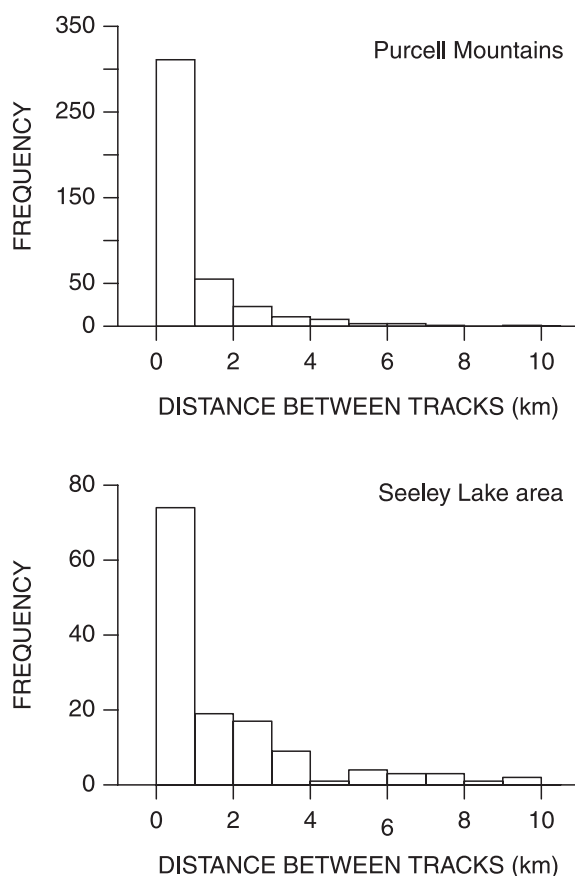 Purcell Mountains
FREQUENCY
350
250
150
50
0
0 2 4 6 8 10
DISTANCE BETWEEN TRACKS (km)
Seeley Lake area
FREQUENCY
80
60
40
20
0
0 2 4 6 8 10
DISTANCE BETWEEN TRACKS (km)